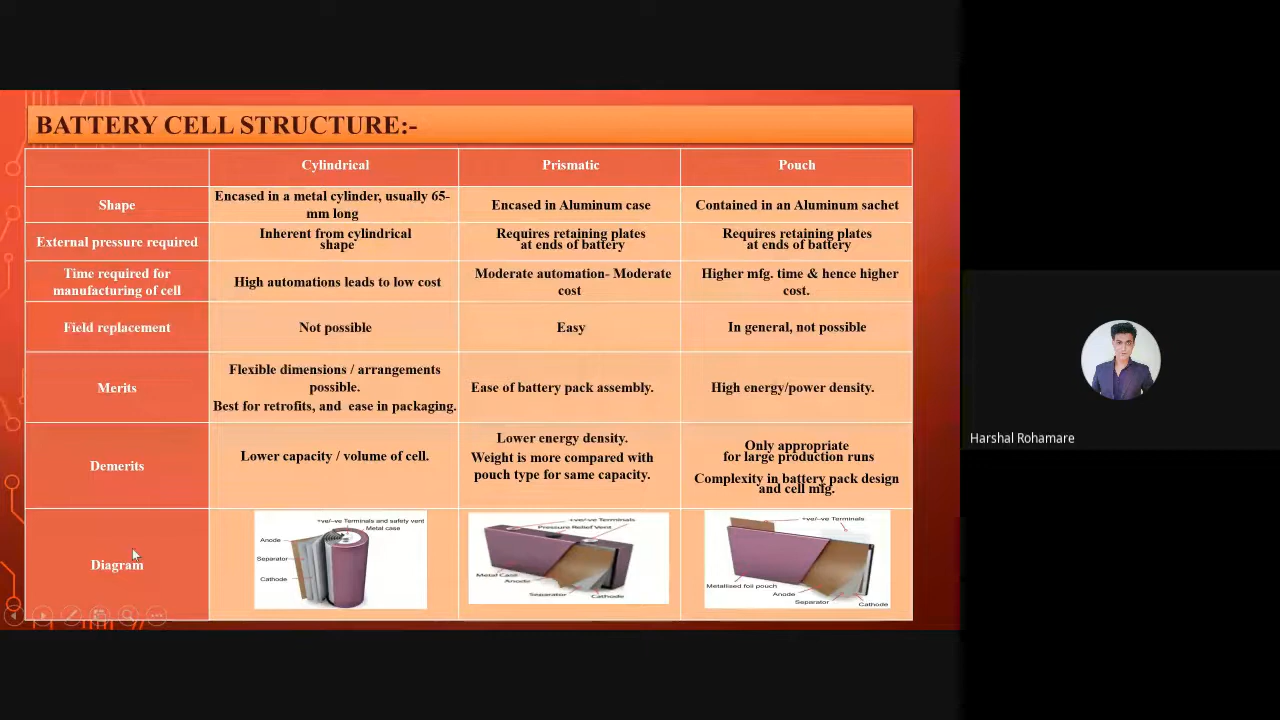 BATTERY CELL STRUCTURE:-
Cylindrical
Prismatic
Pouch
Shape
Encased in a metal cylinder, usually 65-
mm long
Encased in Aluminum case
Contained in an Aluminum sachet
External pressure required
Inherent from cylindrical
shape
Requires retaining plates
at ends of battery
Requires retaining plates
at ends of battery
Time required for
manufacturing of cell
High automations leads to low cost
Moderate automation- Moderate
cost
Higher mfg. time & hence higher
cost.
Field replacement
Not possible
Easy
In general, not possible
Merits
Flexible dimensions / arrangements
possible.
Best for retrofits, and ease in packaging.
Ease of battery pack assembly.
High energy/power density.
Demerits
Lower capacity / volume of cell.
Lower energy density.
Weight is more compared with
pouch type for same capacity.
Only appropriate
for large production runs
Complexity in battery pack design
and cell mfg.
Diagram
+ve/–ve Terminals and safety vent
Metal case
Anode
Separator
Cathode
+ve/–ve Terminals
Pressure Relief Vent
Metal Case
Anode
Separator
Cathode
+ve/–ve Terminals
Metallised foil pouch
Anode
Separator
Cathode
Harshal Rohamare